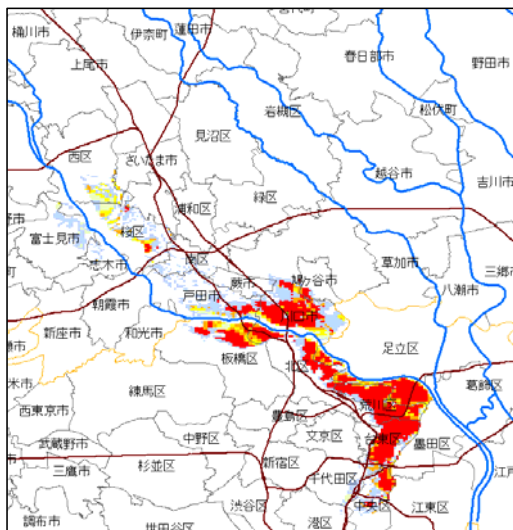 桶川市
伊奈町
蓮田市
春日部市
野田市
上尾市
岩槻区
松伏町
見沼区
西区
さいたま市
越谷市
吉川市
緑区
浦和区
桜区
富士見市
南区
草加市
三郷市
志木市
蕨市
鳩ヶ谷市
八潮市
戸田市
朝霞市
川口市
新座市
和光市
足立区
板橋区
北区
葛飾区
練馬区
荒川区
西東京市
豊島区
文京区
台東区
墨田区
武蔵野市
中野区
新宿区
三鷹市
杉並区
千代田区
中央区
江東区
渋谷区
港区
調布市
世田谷区